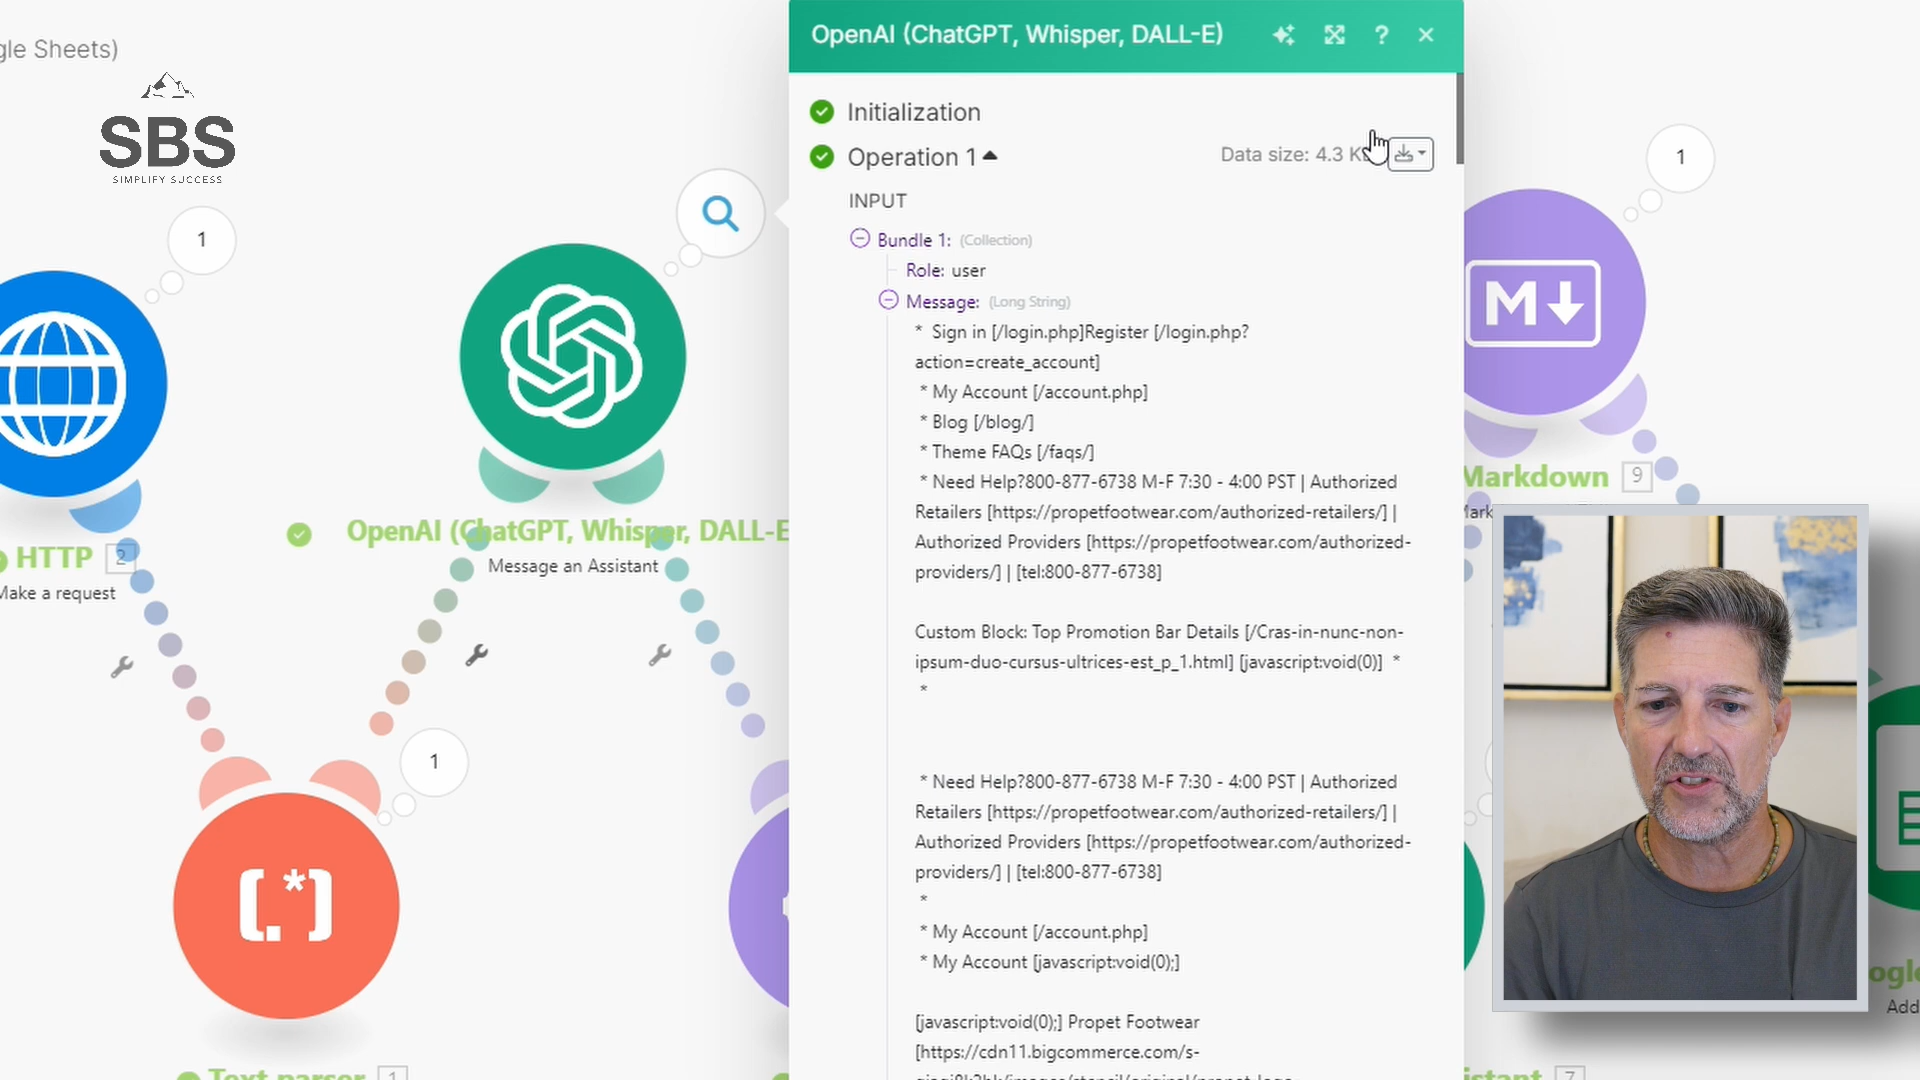 gle Sheets)
SBS
SIMPLIFY SUCCESS
1
HTTP 2
Make a request
OpenAI (ChatGPT, Whisper, DALL-E
Message an Assistant
1
[.*]
Text parser 1
OpenAI (ChatGPT, Whisper, DALL-E) ? ×
Initialization
Operation 1
Data size: 4.3
INPUT
Bundle 1: (Collection)
Role: user
Message: (Long String)
* Sign in [/login.php]Register [/login.php?
action=create_account]
* My Account [/account.php]
* Blog [/blog/]
* Theme FAQs [/faqs/]
* Need Help?800-877-6738 M-F 7:30 - 4:00 PST | Authorized
Retailers [https://propetfootwear.com/authorized-retailers/] |
Authorized Providers [https://propetfootwear.com/authorized-
providers/] | [tel:800-877-6738]
Custom Block: Top Promotion Bar Details [/Cras-in-nunc-non-
ipsum-duo-cursus-ultrices-est_p_1.html] [javascript:void(0)] *
*
* Need Help?800-877-6738 M-F 7:30 - 4:00 PST | Authorized
Retailers [https://propetfootwear.com/authorized-retailers/] |
Authorized Providers [https://propetfootwear.com/authorized-
providers/] | [tel:800-877-6738]
*
* My Account [/account.php]
* My Account [javascript:void(0);]
[javascript:void(0);] Propet Footwear
[https://cdn11.bigcommerce.com/s-
1
M
Markdown 9
Mark
ogle
Add
istant 7